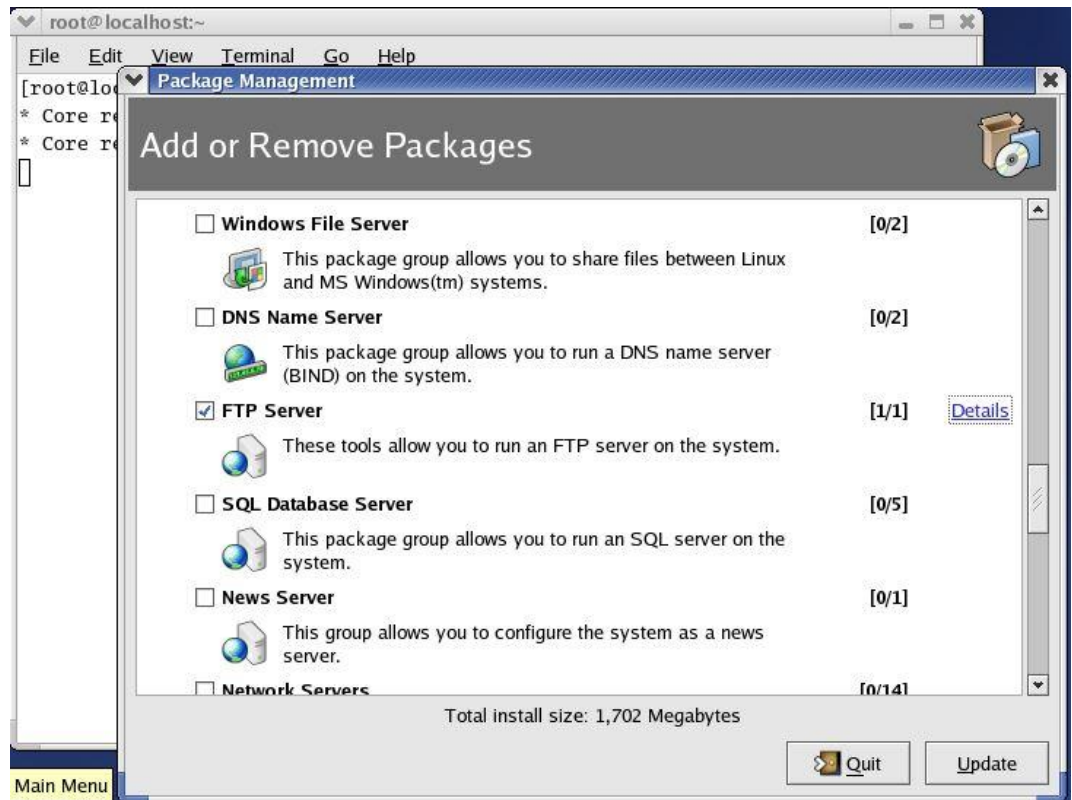 root@localhost:~
File Edit View Terminal Go Help
[root@loc
* Core re
* Core re
Package Management
Add or Remove Packages
Windows File Server [0/2]
This package group allows you to share files between Linux
and MS Windows(tm) systems.
DNS Name Server [0/2]
This package group allows you to run a DNS name server
(BIND) on the system.
FTP Server [1/1] Details
These tools allow you to run an FTP server on the system.
SQL Database Server [0/5]
This package group allows you to run an SQL server on the
system.
News Server [0/1]
This group allows you to configure the system as a news
server.
Network Servers [0/14]
Total install size: 1,702 Megabytes
Quit Update
Main Menu